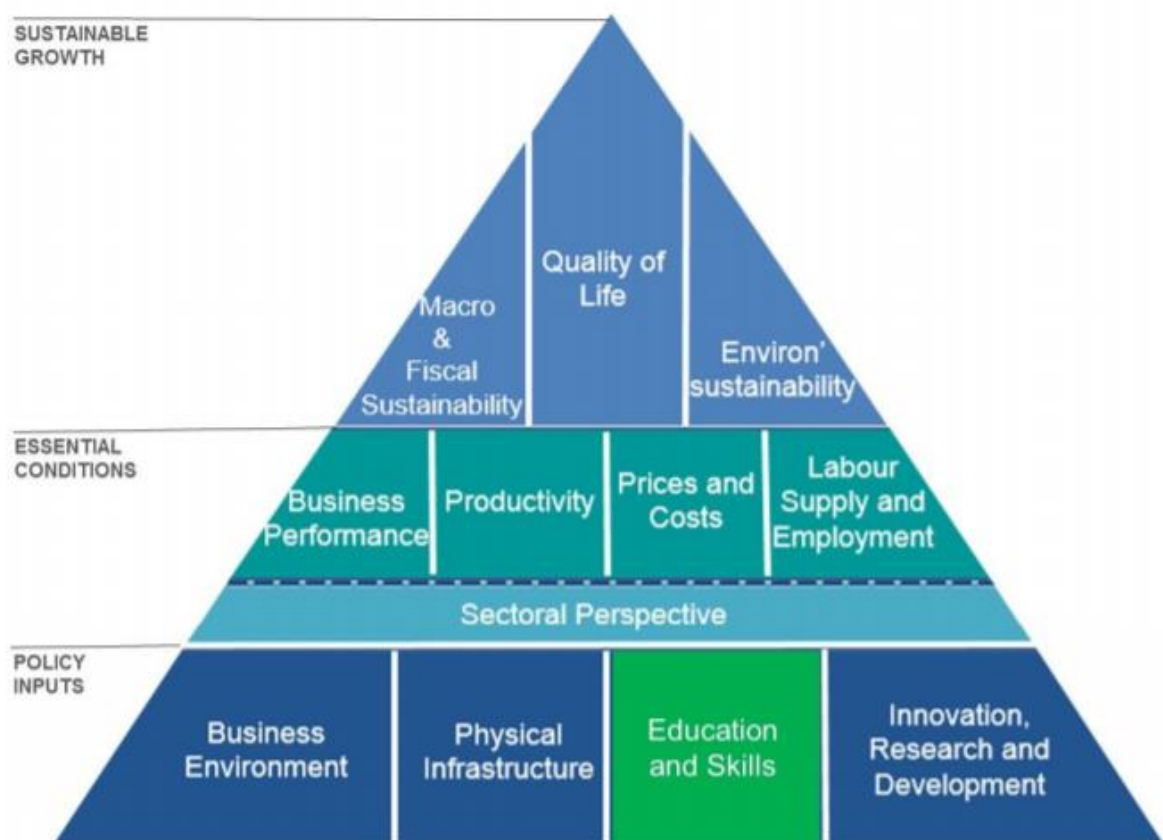 SUSTAINABLE
GROWTH
Quality of
Life
Macro
&
Fiscal
Sustainability
Environ'
sustainability
ESSENTIAL
CONDITIONS
Business
Performance
Productivity
Prices and
Costs
Labour
Supply and
Employment
Sectoral Perspective
POLICY
INPUTS
Business
Environment
Physical
Infrastructure
Education
and Skills
Innovation,
Research and
Development